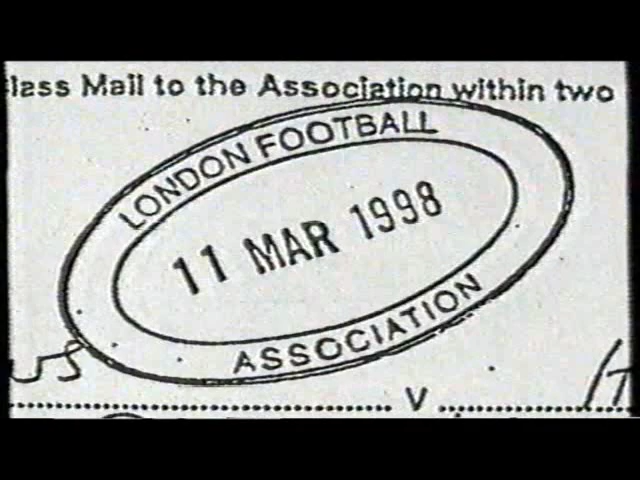 lass Mail to the Association within two
LONDON FOOTBALL
11 MAR 1998
ASSOCIATION
V